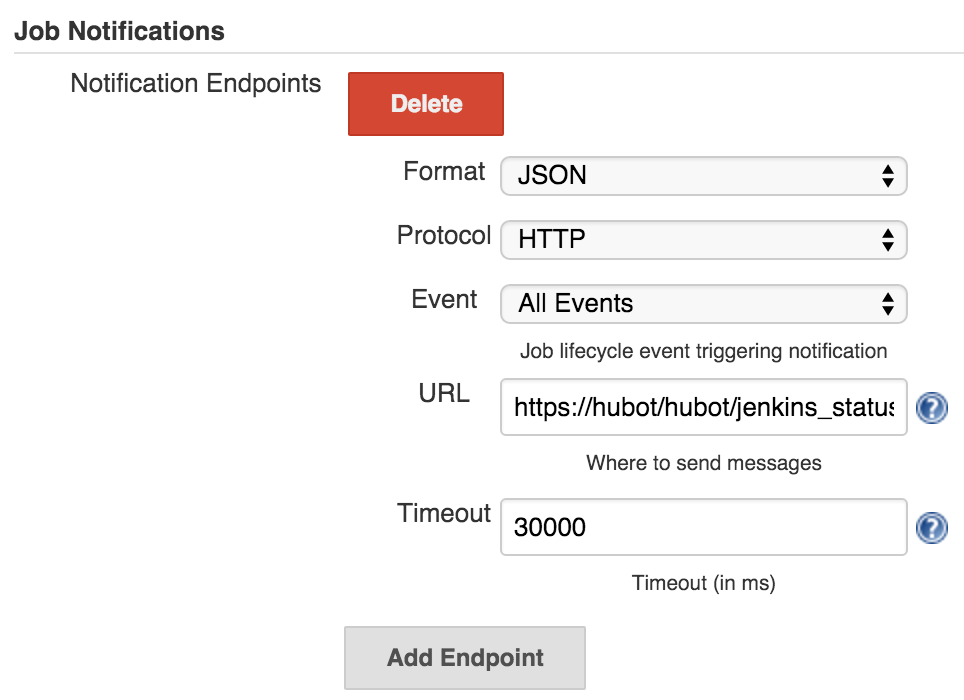 Job Notifications
Notification Endpoints
Delete
Format JSON
Protocol HTTP
Event All Events
Job lifecycle event triggering notification
URL https://hubot/hubot/jenkins_status
Where to send messages
Timeout 30000
Timeout (in ms)
Add Endpoint